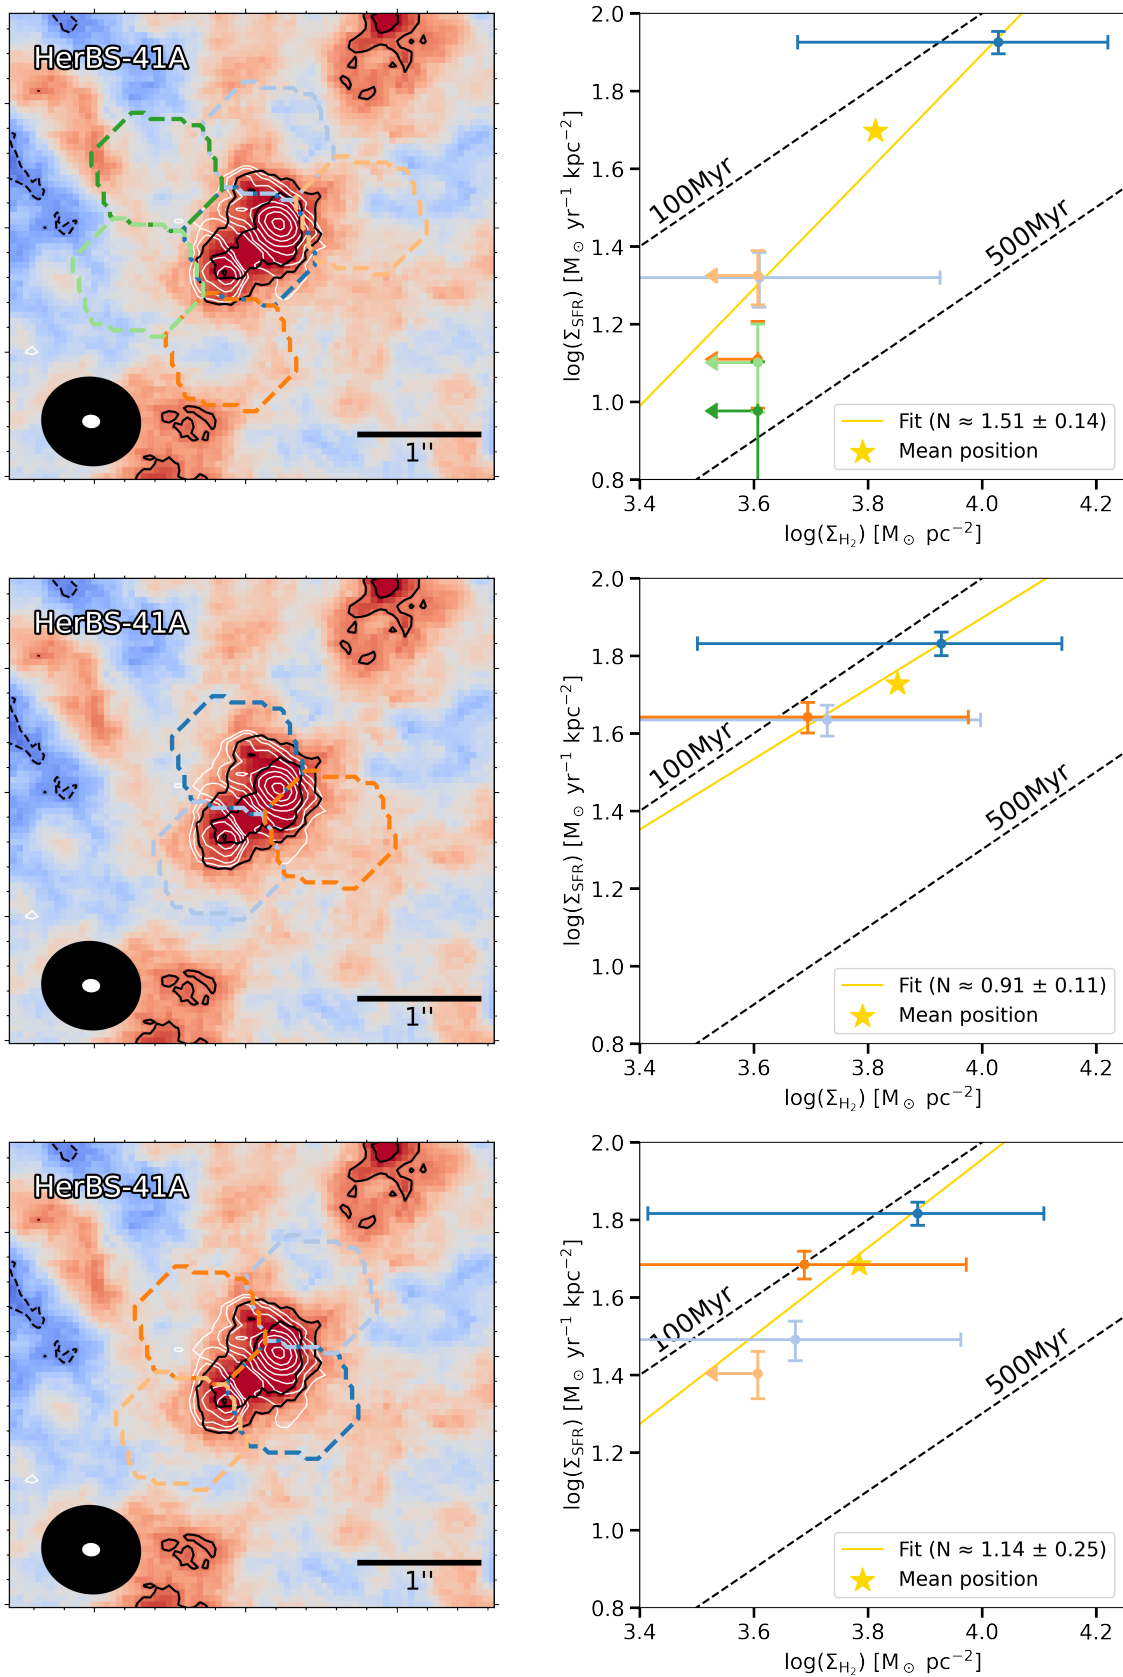 HerBS-41A
1''
log(Σ_SFR) [M⊙ yr⁻¹ kpc⁻²]
2.0
1.8
1.6
1.4
1.2
1.0
0.8
100Myr
500Myr
Fit (N ≈ 1.51 ± 0.14)
Mean position
3.4 3.6 3.8 4.0 4.2
log(Σ_H₂) [M⊙ pc⁻²]
HerBS-41A
1''
log(Σ_SFR) [M⊙ yr⁻¹ kpc⁻²]
2.0
1.8
1.6
1.4
1.2
1.0
0.8
100Myr
500Myr
Fit (N ≈ 0.91 ± 0.11)
Mean position
3.4 3.6 3.8 4.0 4.2
log(Σ_H₂) [M⊙ pc⁻²]
HerBS-41A
1''
log(Σ_SFR) [M⊙ yr⁻¹ kpc⁻²]
2.0
1.8
1.6
1.4
1.2
1.0
0.8
100Myr
500Myr
Fit (N ≈ 1.14 ± 0.25)
Mean position
3.4 3.6 3.8 4.0 4.2
log(Σ_H₂) [M⊙ pc⁻²]